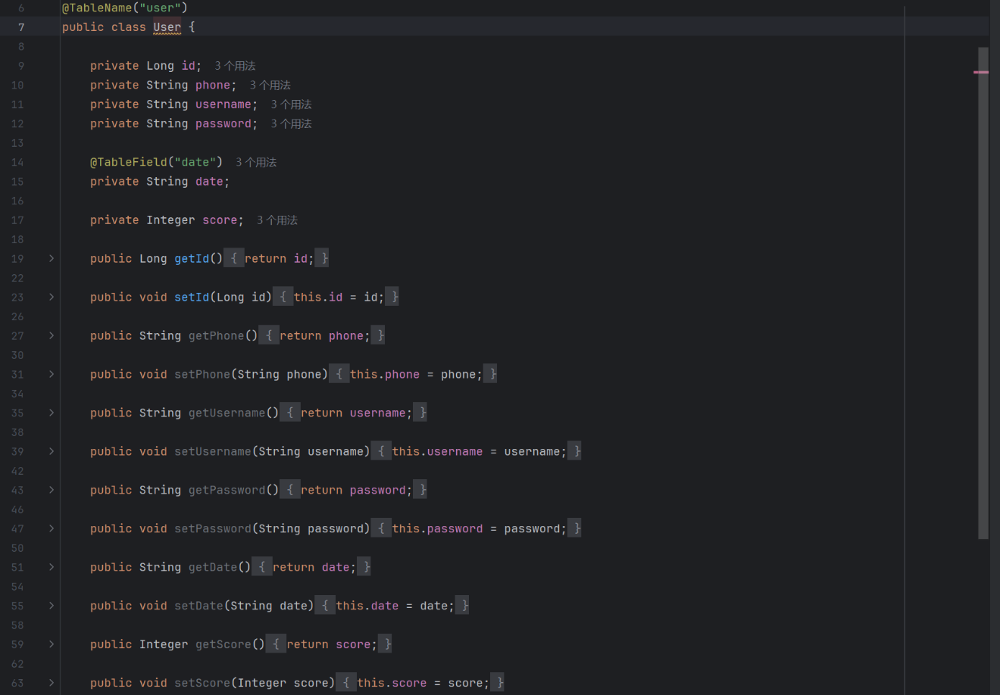 6 @TableName("user")
7 public class User {
8
9 private Long id; 3 个用法
10 private String phone; 3 个用法
11 private String username; 3 个用法
12 private String password; 3 个用法
13
14 @TableField("date") 3 个用法
15 private String date;
16
17 private Integer score; 3 个用法
18
19 public Long getId() { return id; }
22
23 public void setId(Long id) { this.id = id; }
26
27 public String getPhone() { return phone; }
30
31 public void setPhone(String phone) { this.phone = phone; }
34
35 public String getUsername() { return username; }
38
39 public void setUsername(String username) { this.username = username; }
42
43 public String getPassword() { return password; }
46
47 public void setPassword(String password) { this.password = password; }
50
51 public String getDate() { return date; }
54
55 public void setDate(String date) { this.date = date; }
58
59 public Integer getScore() { return score; }
62
63 public void setScore(Integer score) { this.score = score; }